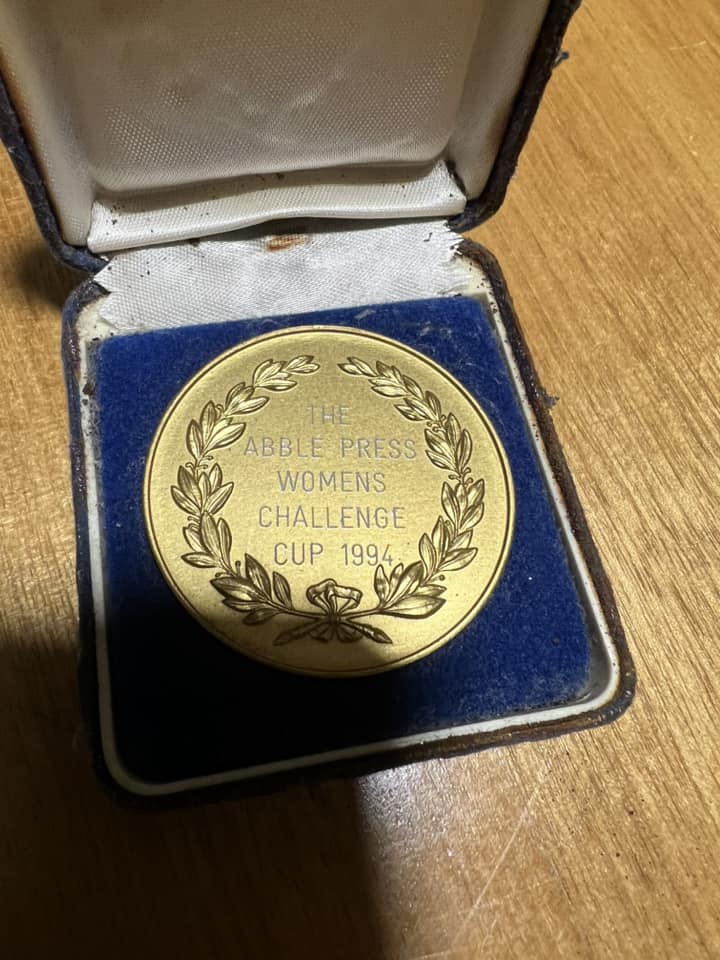 THE
ABBLE PRESS
WOMENS
CHALLENGE
CUP 1994.